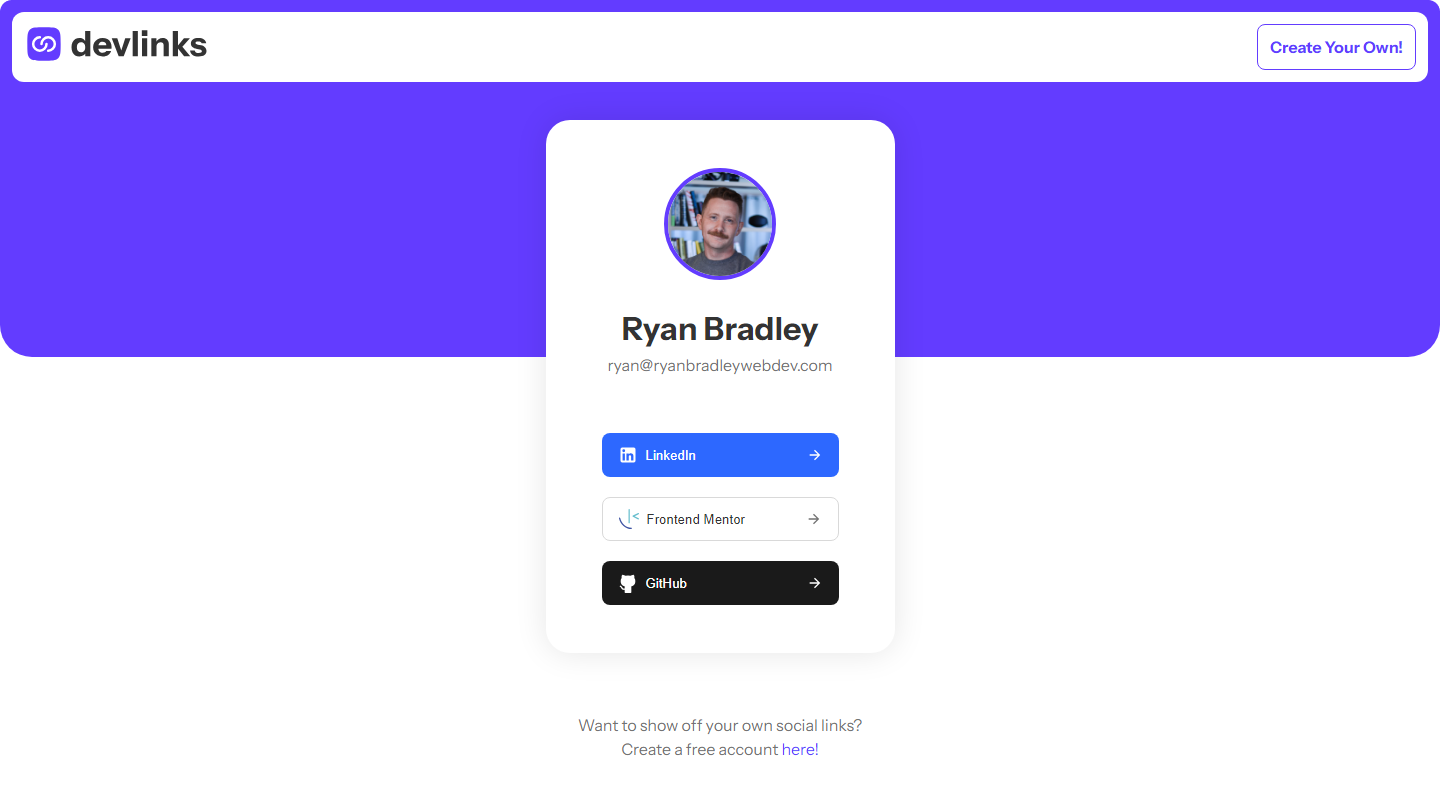 devlinks
Create Your Own!
Ryan Bradley
ryan@ryanbradleywebdev.com
LinkedIn
Frontend Mentor
GitHub
Want to show off your own social links?
Create a free account here!